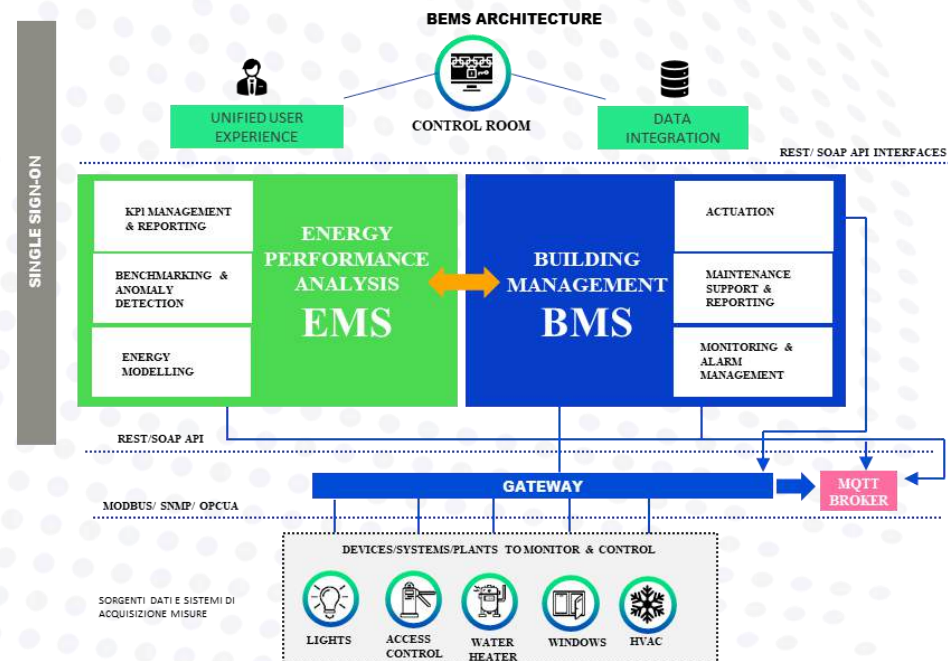 BEMS ARCHITECTURE
UNIFIED USER
EXPERIENCE
CONTROL ROOM
DATA
INTEGRATION
REST/ SOAP API INTERFACES
SINGLE SIGN-ON
KPI MANAGEMENT
& REPORTING
BENCHMARKING &
ANOMALY
DETECTION
ENERGY
MODELLING
ENERGY
PERFORMANCE
ANALYSIS
EMS
BUILDING
MANAGEMENT
BMS
ACTUATION
MAINTENANCE
SUPPORT &
REPORTING
MONITORING &
ALARM
MANAGEMENT
REST/SOAP API
GATEWAY
MQTT
BROKER
MODBUS/ SNMP/ OPCUA
DEVICES/SYSTEMS/PLANTS TO MONITOR & CONTROL
SORGENTI DATI E SISTEMI DI
ACQUISIZIONE MISURE
LIGHTS
ACCESS
CONTROL
WATER
HEATER
WINDOWS
HVAC